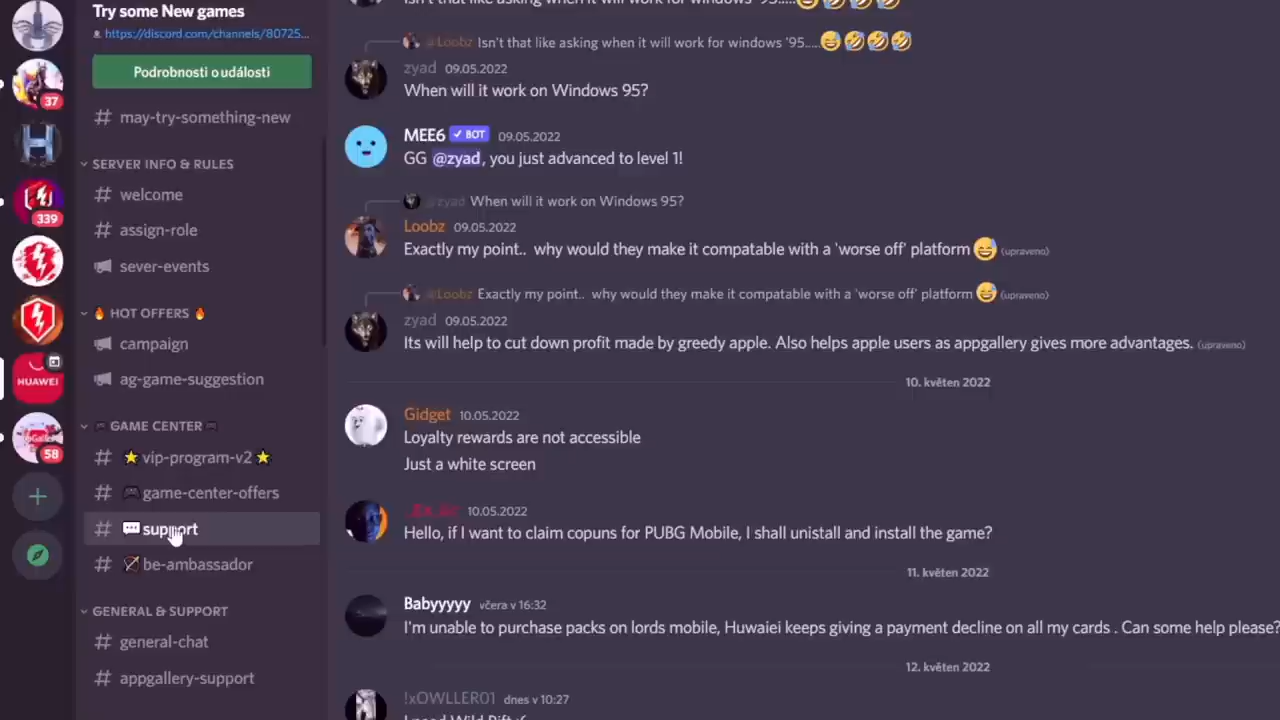 Try some New games
https://discord.com/channels/80725...
Podrobnosti o události
# may-try-something-new
SERVER INFO & RULES
# welcome
# assign-role
sever-events
🔥 HOT OFFERS 🔥
campaign
ag-game-suggestion
🎮 GAME CENTER 🎮
# ⭐vip-program-v2⭐
# 🎮game-center-offers
# 💬support
# 🏹be-ambassador
GENERAL & SUPPORT
# general-chat
# appgallery-support
37
339
HUAWEI
58
Isn't that like asking when it will work for windows '95.....😅🤣🤣🤣
@Loobz Isn't that like asking when it will work for windows '95.....😅🤣🤣🤣
zyad 09.05.2022
When will it work on Windows 95?
MEE6 ✓ BOT 09.05.2022
GG @zyad, you just advanced to level 1!
@zyad When will it work on Windows 95?
Loobz 09.05.2022
Exactly my point.. why would they make it compatable with a 'worse off' platform 😅 (upraveno)
@Loobz Exactly my point.. why would they make it compatable with a 'worse off' platform 😅 (upraveno)
zyad 09.05.2022
Its will help to cut down profit made by greedy apple. Also helps apple users as appgallery gives more advantages. (upraveno)
10. květen 2022
Gidget 10.05.2022
Loyalty rewards are not accessible
Just a white screen
10.05.2022
Hello, if I want to claim copuns for PUBG Mobile, I shall unistall and install the game?
11. květen 2022
Babyyyyy včera v 16:32
I'm unable to purchase packs on lords mobile, Huwaiei keeps giving a payment decline on all my cards . Can some help please?
12. květen 2022
!xOWLLER01 dnes v 10:27
I need Wild Rift :(